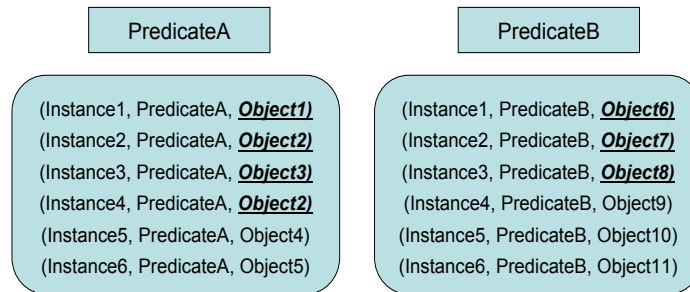 PredicateA
PredicateB
(Instance1, PredicateA, Object1)
(Instance2, PredicateA, Object2)
(Instance3, PredicateA, Object3)
(Instance4, PredicateA, Object2)
(Instance5, PredicateA, Object4)
(Instance6, PredicateA, Object5)
(Instance1, PredicateB, Object6)
(Instance2, PredicateB, Object7)
(Instance3, PredicateB, Object8)
(Instance4, PredicateB, Object9)
(Instance5, PredicateB, Object10)
(Instance6, PredicateB, Object11)